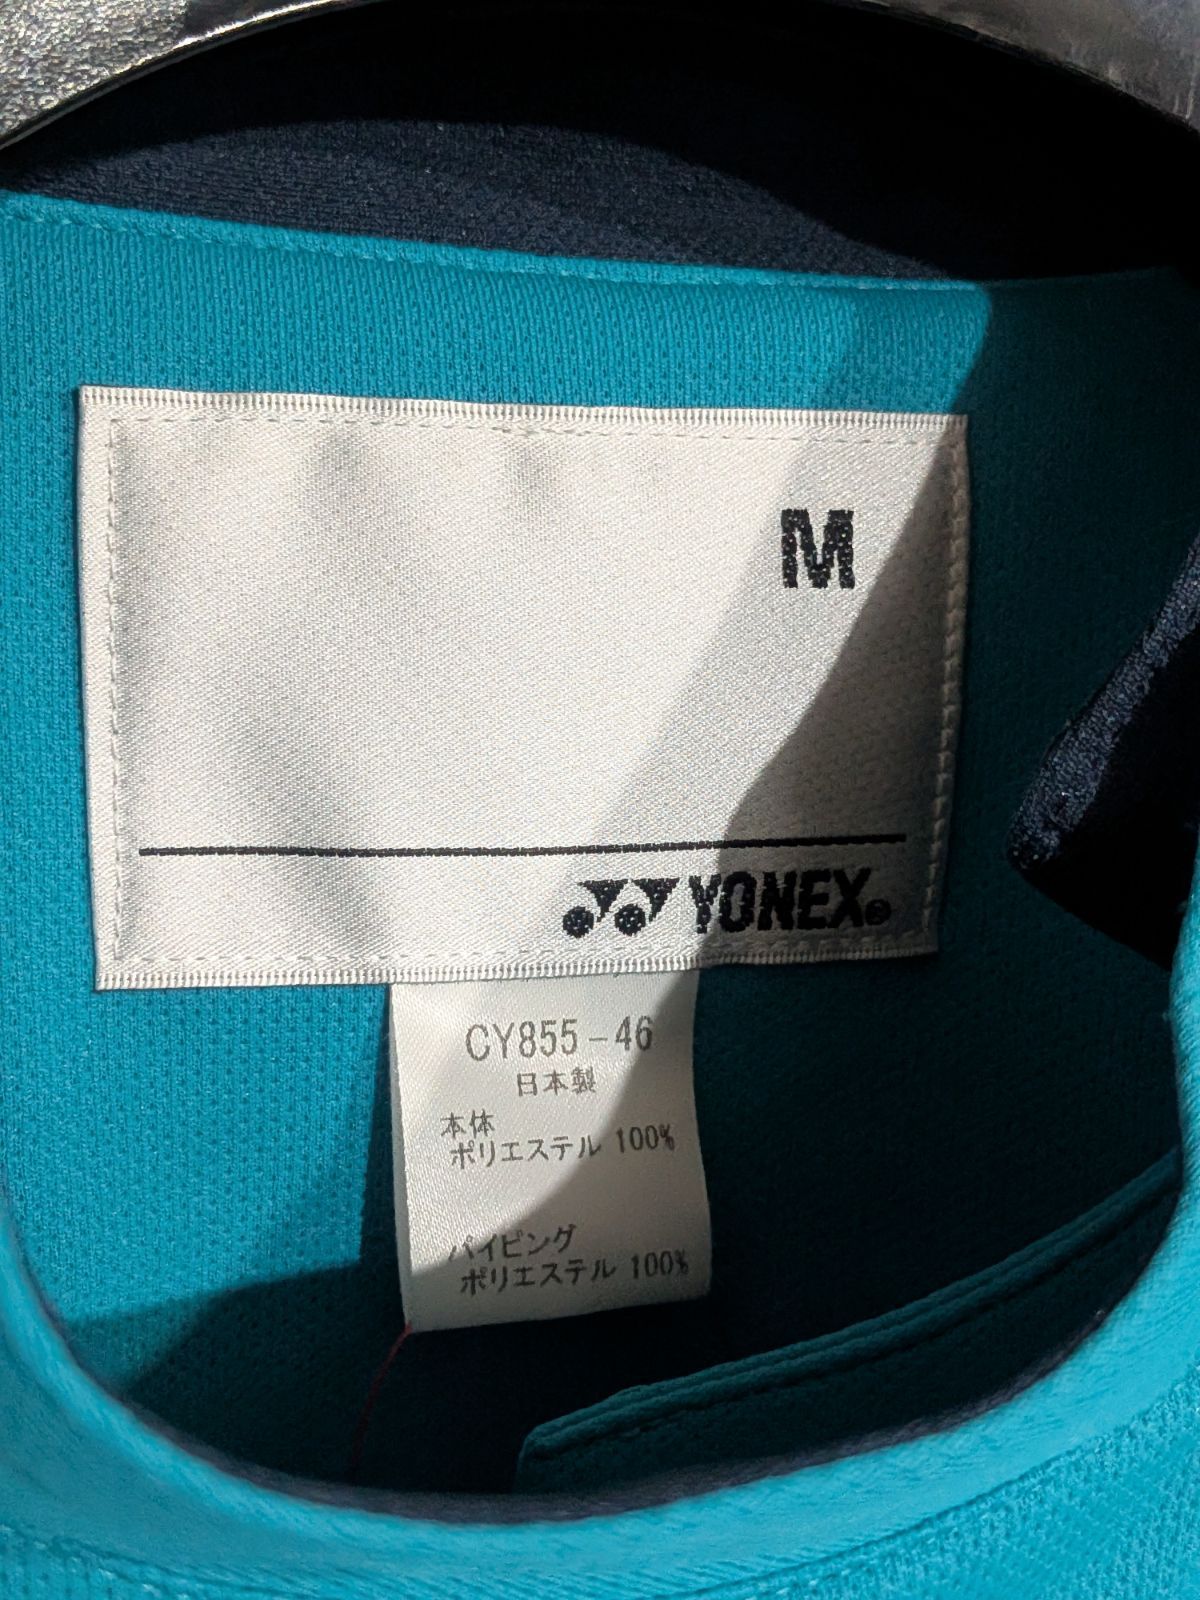 M
YONEX®
CY855-46
日本製
本体
ポリエステル 100%
パイピング
ポリエステル 100%